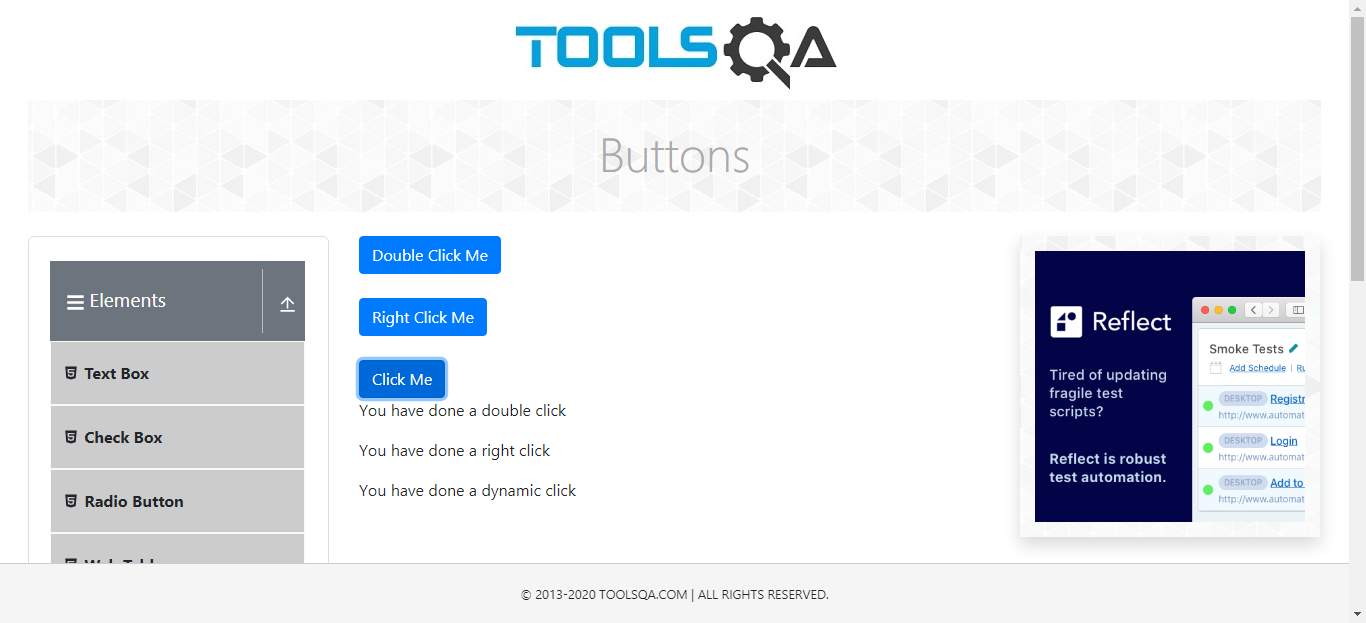 TOOLSQA
Buttons
Elements
Text Box
Check Box
Radio Button
Double Click Me
Right Click Me
Click Me
You have done a double click
You have done a right click
You have done a dynamic click
Reflect
Tired of updating
fragile test
scripts?
Reflect is robust
test automation.
Smoke Tests
Add Schedule | Ru
DESKTOP Registr
http://www.automat
DESKTOP Login
http://www.automat
DESKTOP Add to
http://www.automat
© 2013-2020 TOOLSQA.COM | ALL RIGHTS RESERVED.